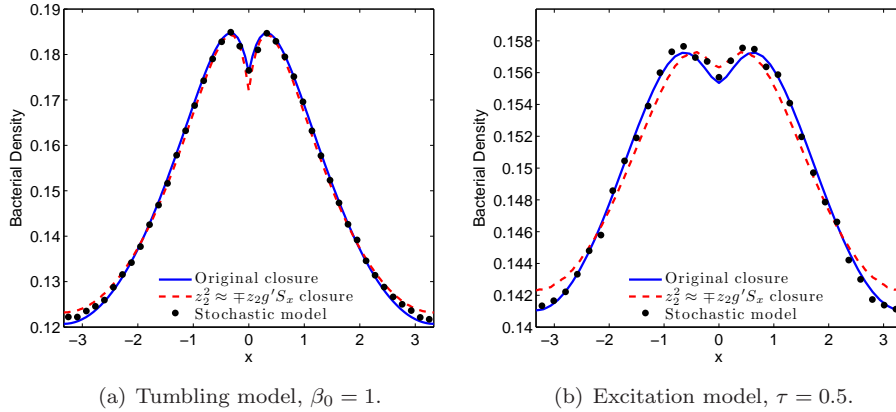 0.19
0.18
0.17
0.16
0.15
0.14
0.13
0.12
Bacterial Density
−3 −2 −1 0 1 2 3
x
Original closure
z₂² ≈ ∓z₂g′Sₓ closure
Stochastic model
(a) Tumbling model, β₀ = 1.
0.158
0.156
0.154
0.152
0.15
0.148
0.146
0.144
0.142
0.14
Bacterial Density
−3 −2 −1 0 1 2 3
x
Original closure
z₂² ≈ ∓z₂g′Sₓ closure
Stochastic model
(b) Excitation model, τ = 0.5.